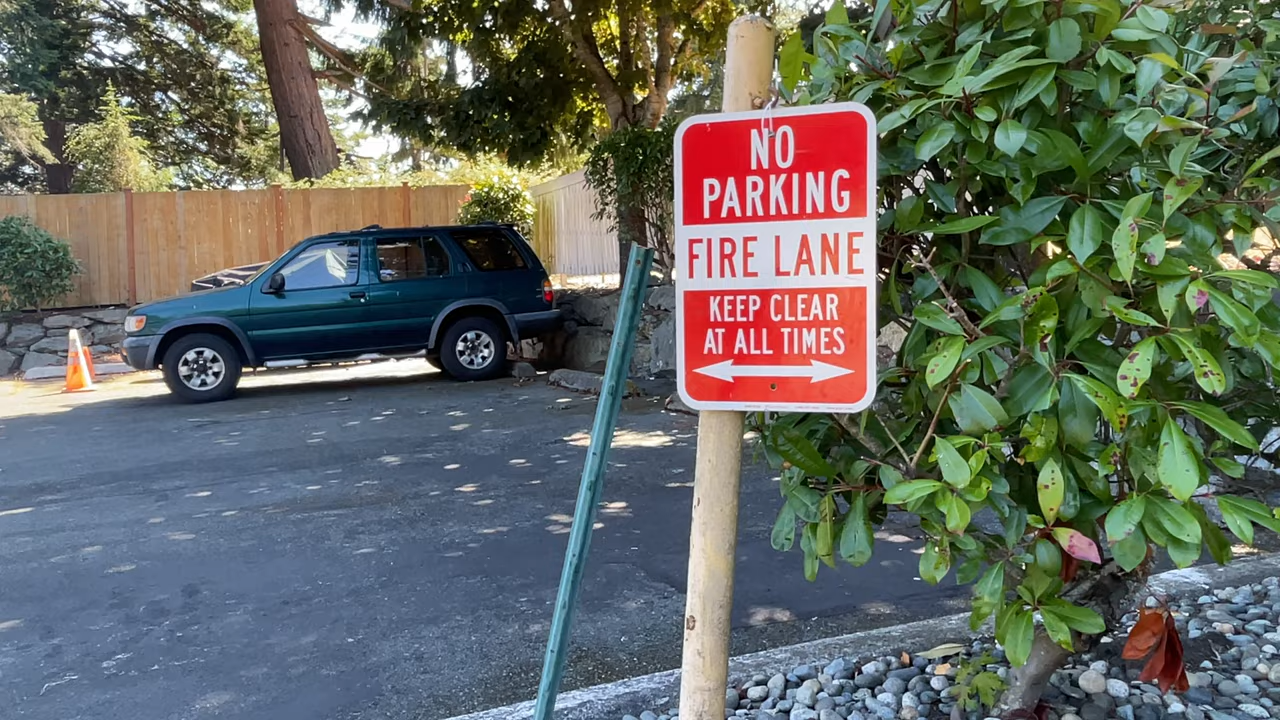 NO
PARKING
FIRE LANE
KEEP CLEAR
AT ALL TIMES